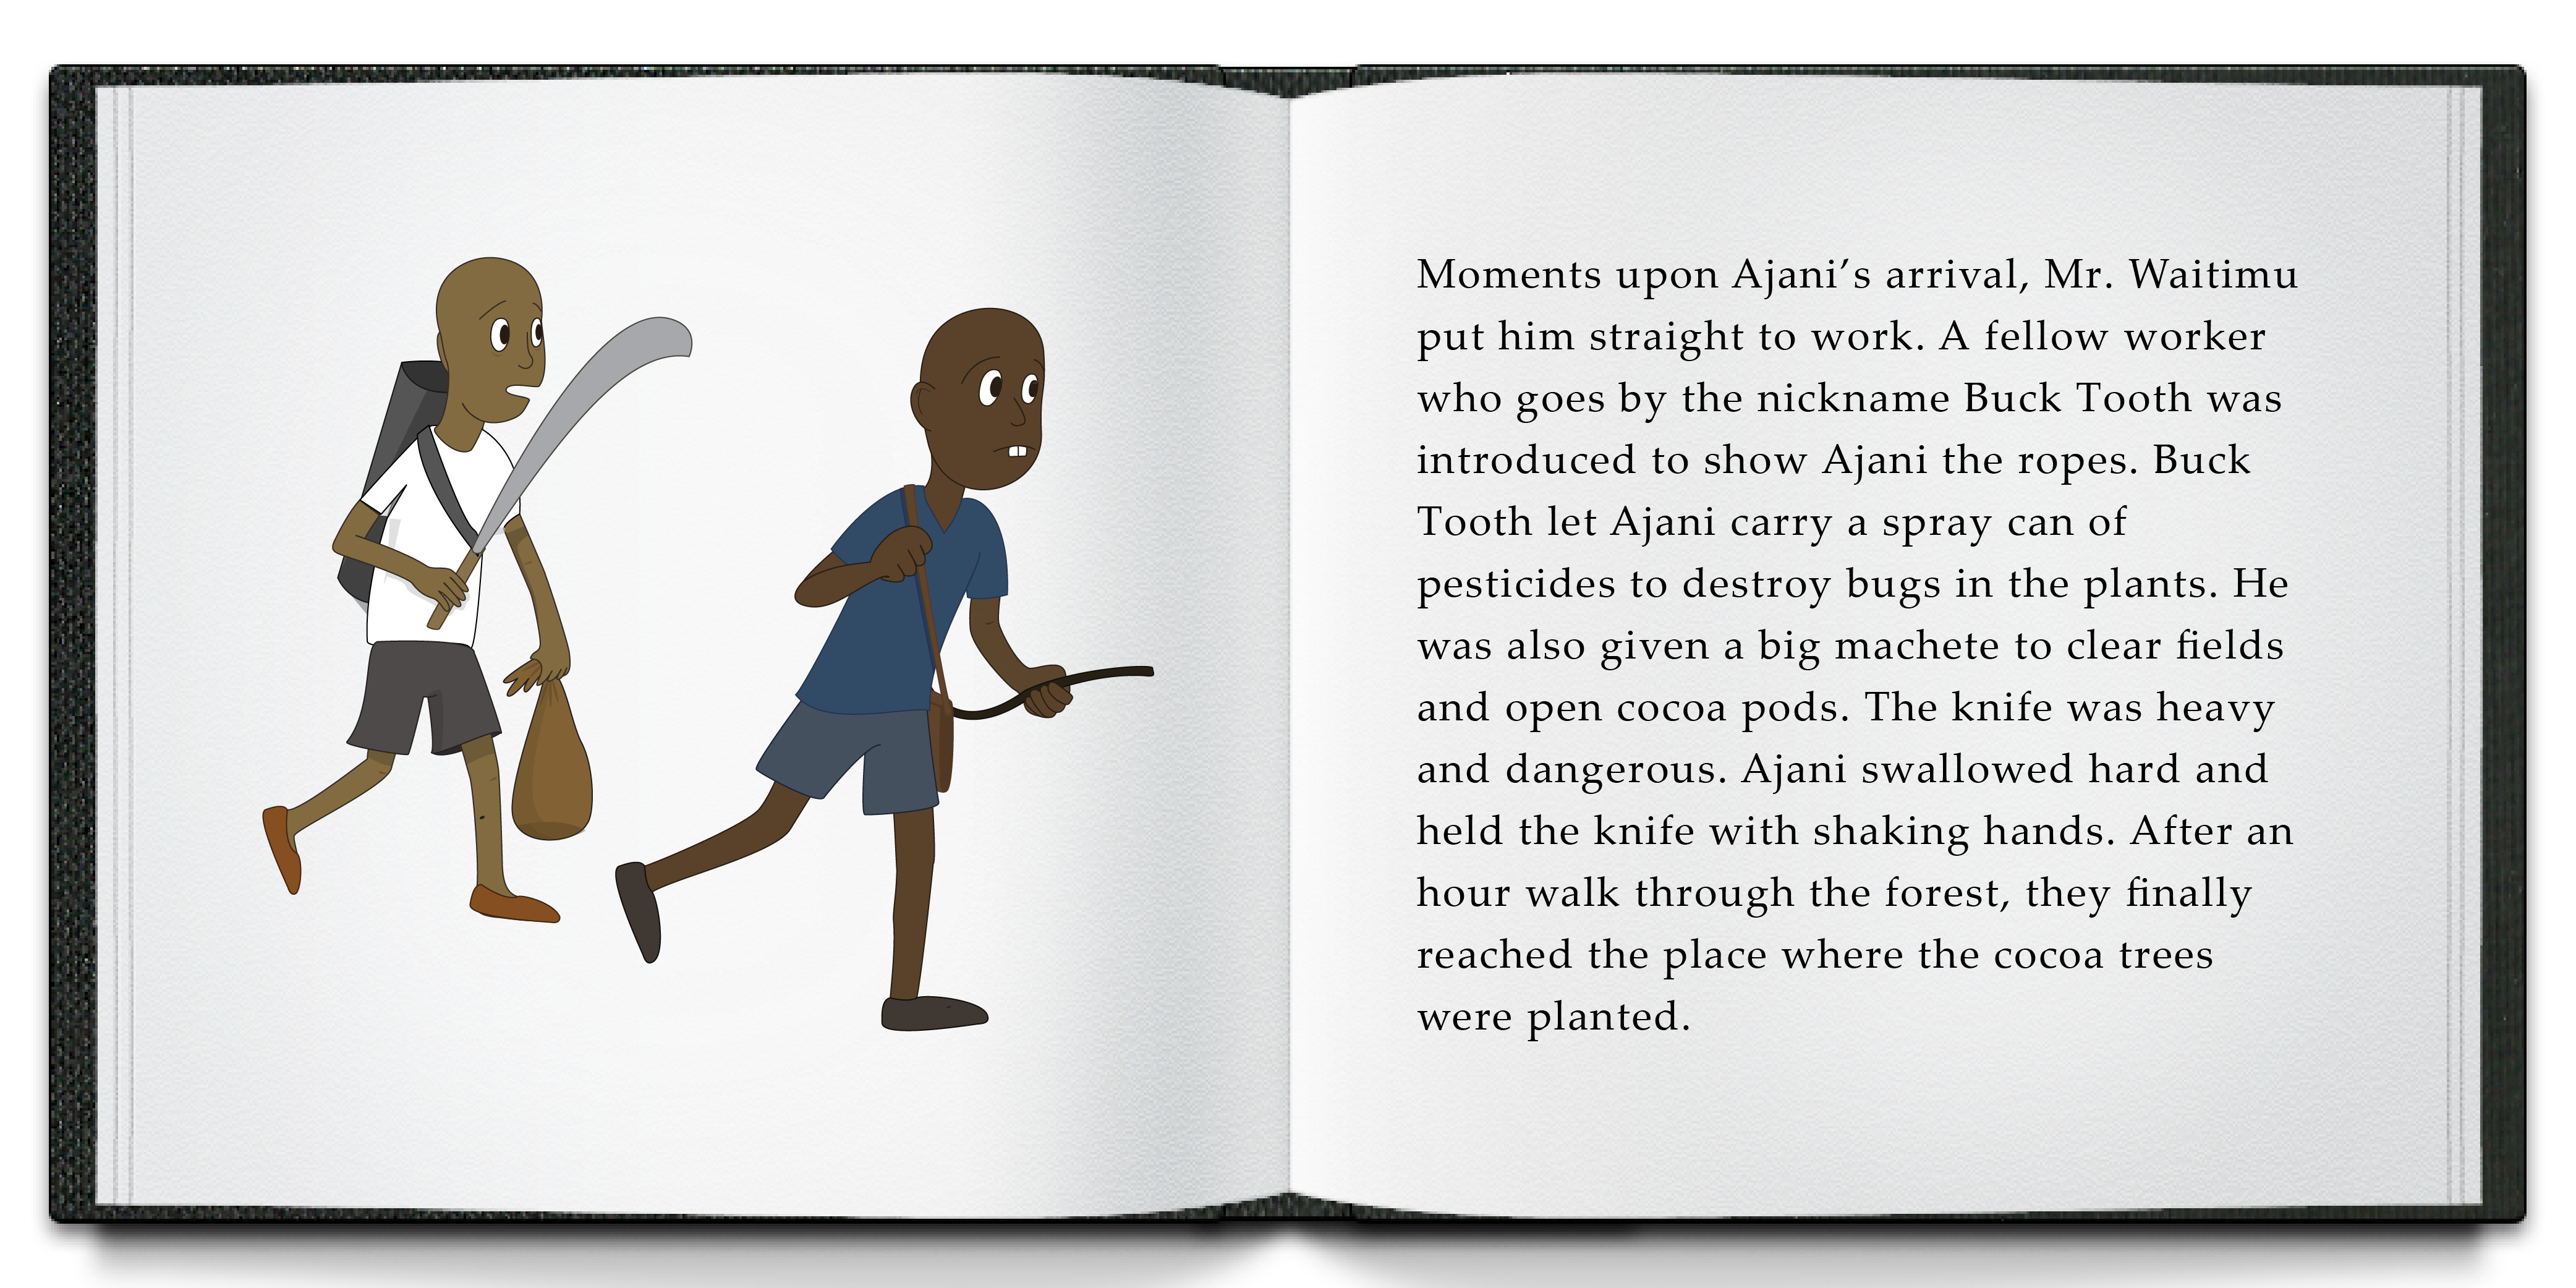 Moments upon Ajani’s arrival, Mr. Waitimu
put him straight to work. A fellow worker
who goes by the nickname Buck Tooth was
introduced to show Ajani the ropes. Buck
Tooth let Ajani carry a spray can of
pesticides to destroy bugs in the plants. He
was also given a big machete to clear fields
and open cocoa pods. The knife was heavy
and dangerous. Ajani swallowed hard and
held the knife with shaking hands. After an
hour walk through the forest, they finally
reached the place where the cocoa trees
were planted.